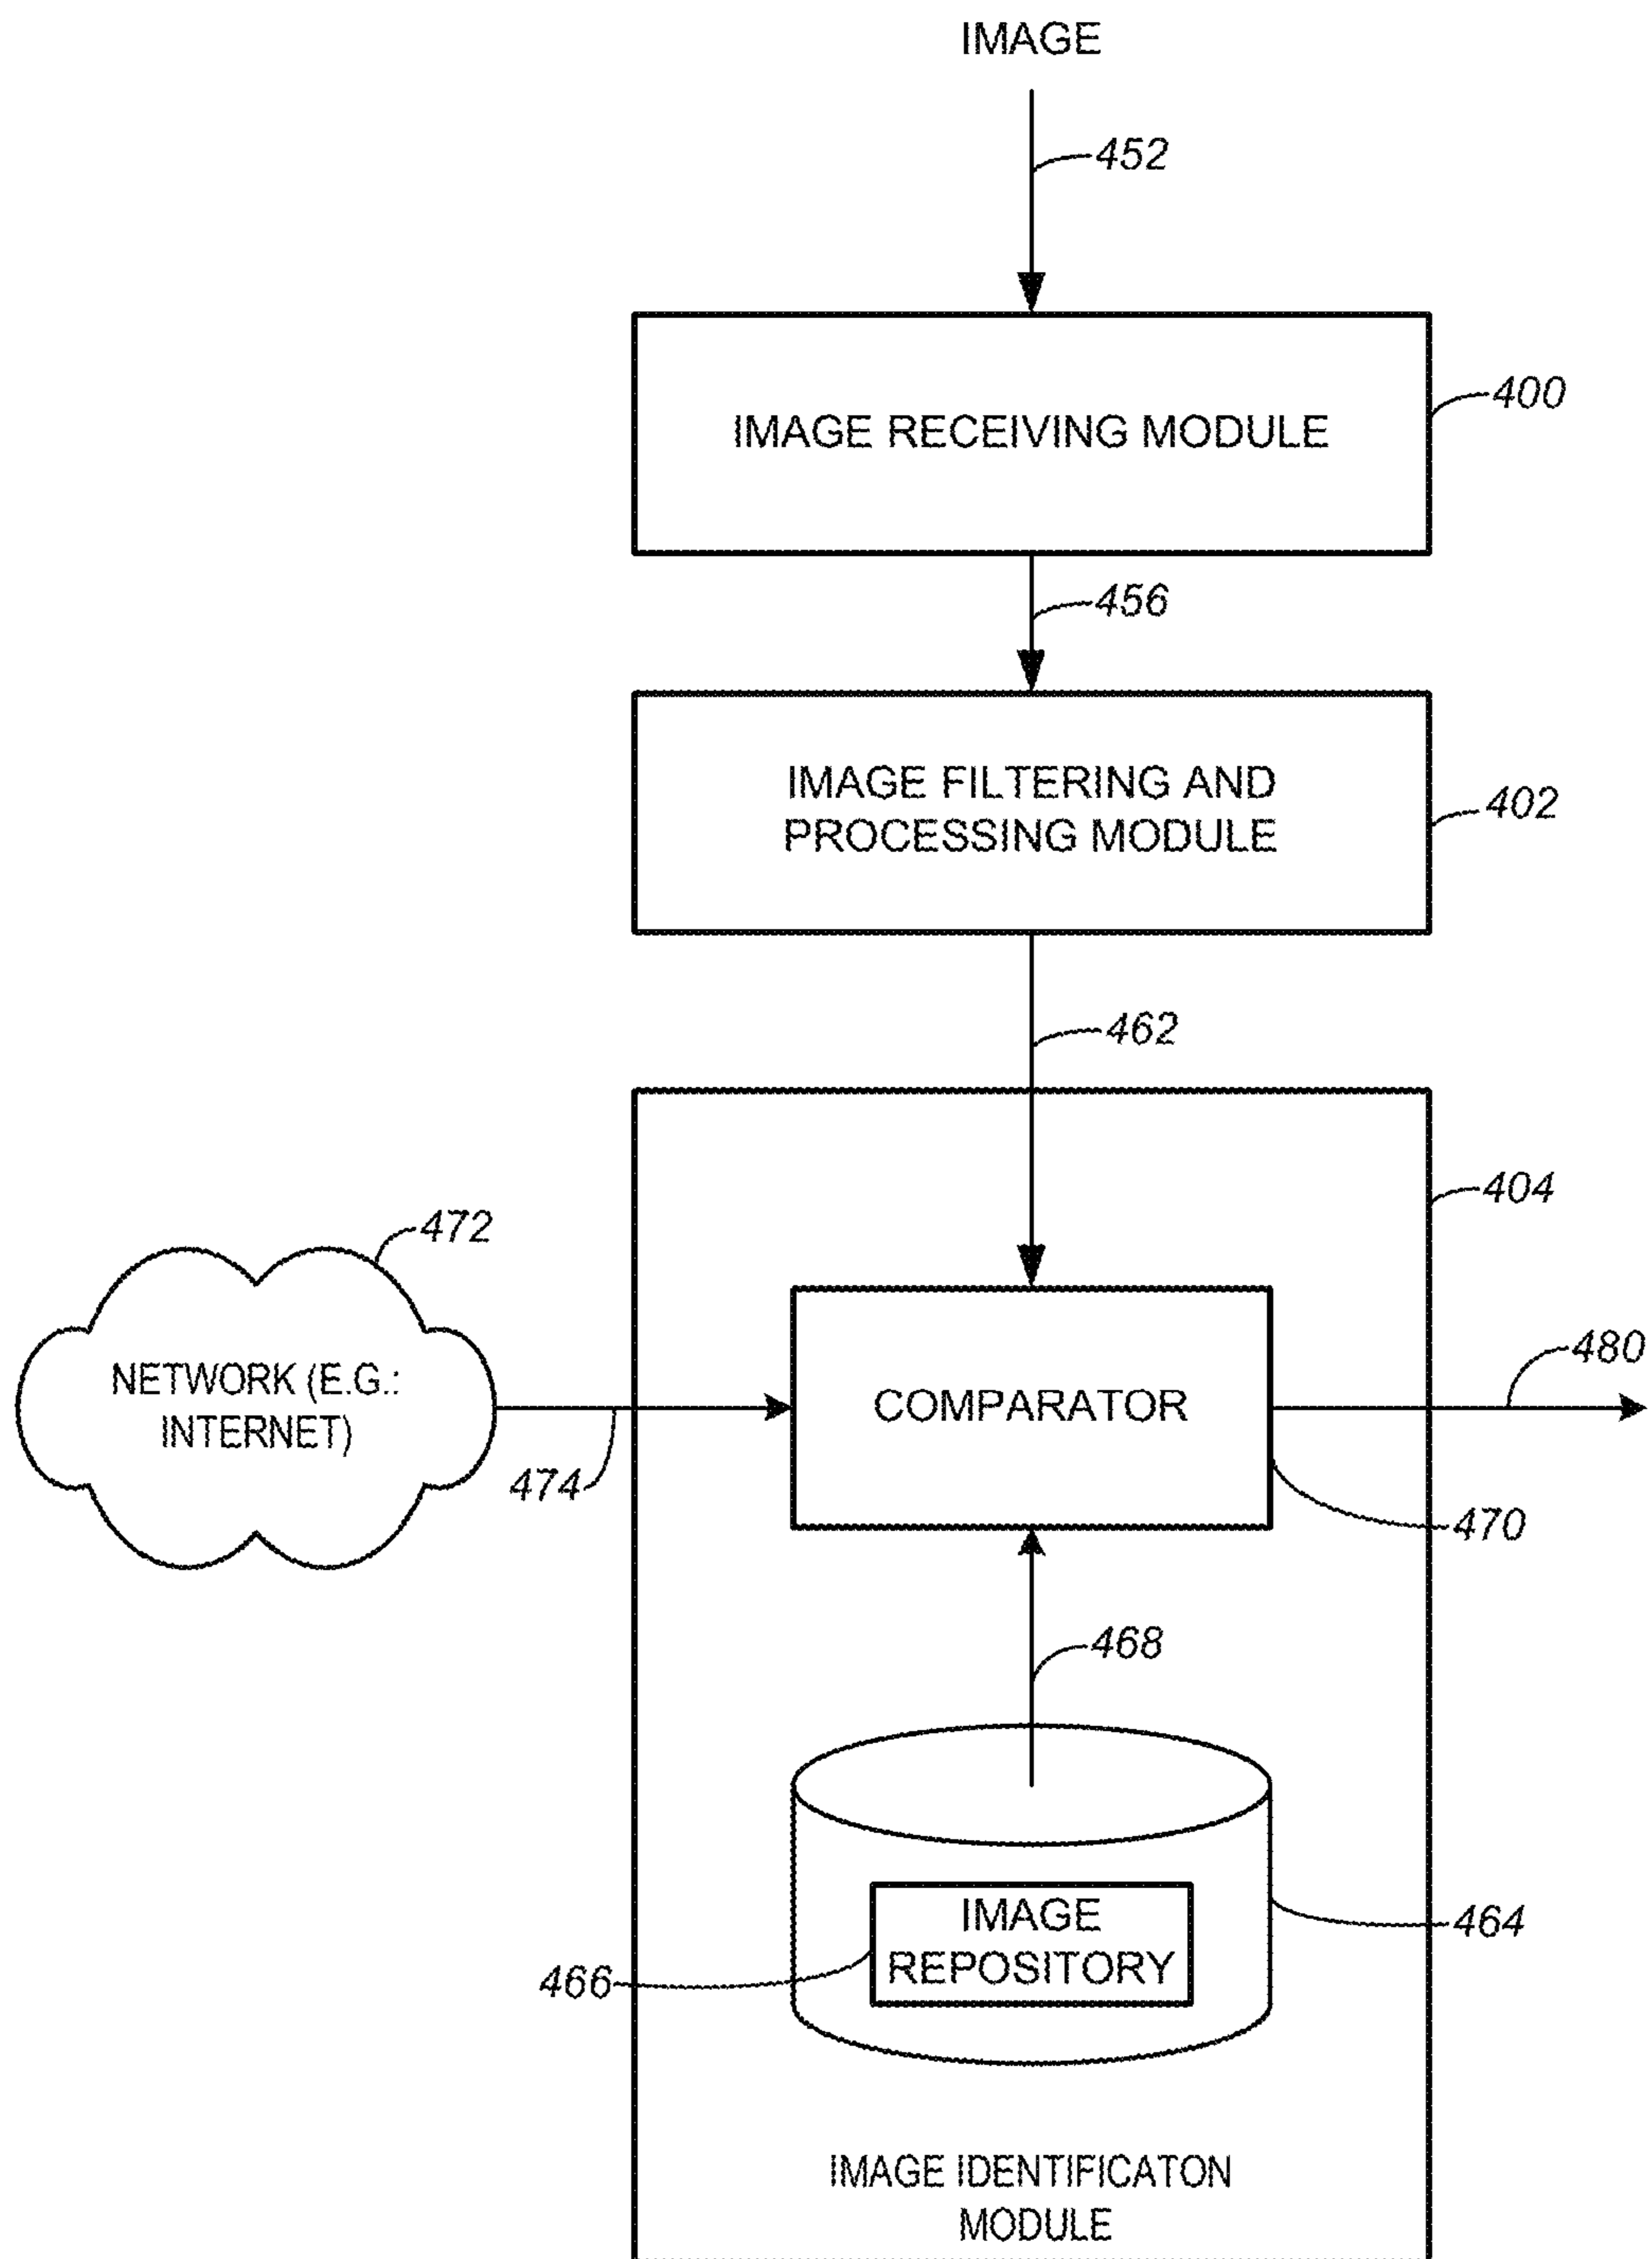 IMAGE
452
IMAGE RECEIVING MODULE
400
456
IMAGE FILTERING AND
PROCESSING MODULE
402
462
404
472
NETWORK (E.G.:
INTERNET)
474
COMPARATOR
480
470
468
IMAGE
REPOSITORY
464
466
IMAGE IDENTIFICATON
MODULE